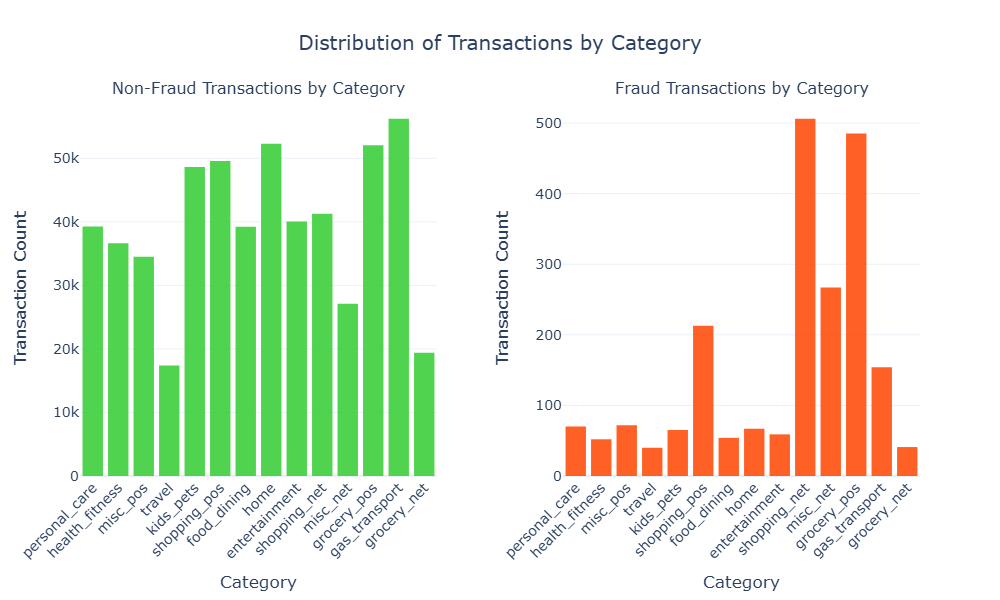 Distribution of Transactions by Category
Non-Fraud Transactions by Category
Transaction Count
50k
40k
30k
20k
10k
0
personal_care
health_fitness
misc_pos
travel
kids_pets
shopping_pos
food_dining
home
entertainment
shopping_net
misc_net
grocery_pos
gas_transport
grocery_net
Category
Fraud Transactions by Category
Transaction Count
500
400
300
200
100
0
personal_care
health_fitness
misc_pos
travel
kids_pets
shopping_pos
food_dining
home
entertainment
shopping_net
misc_net
grocery_pos
gas_transport
grocery_net
Category